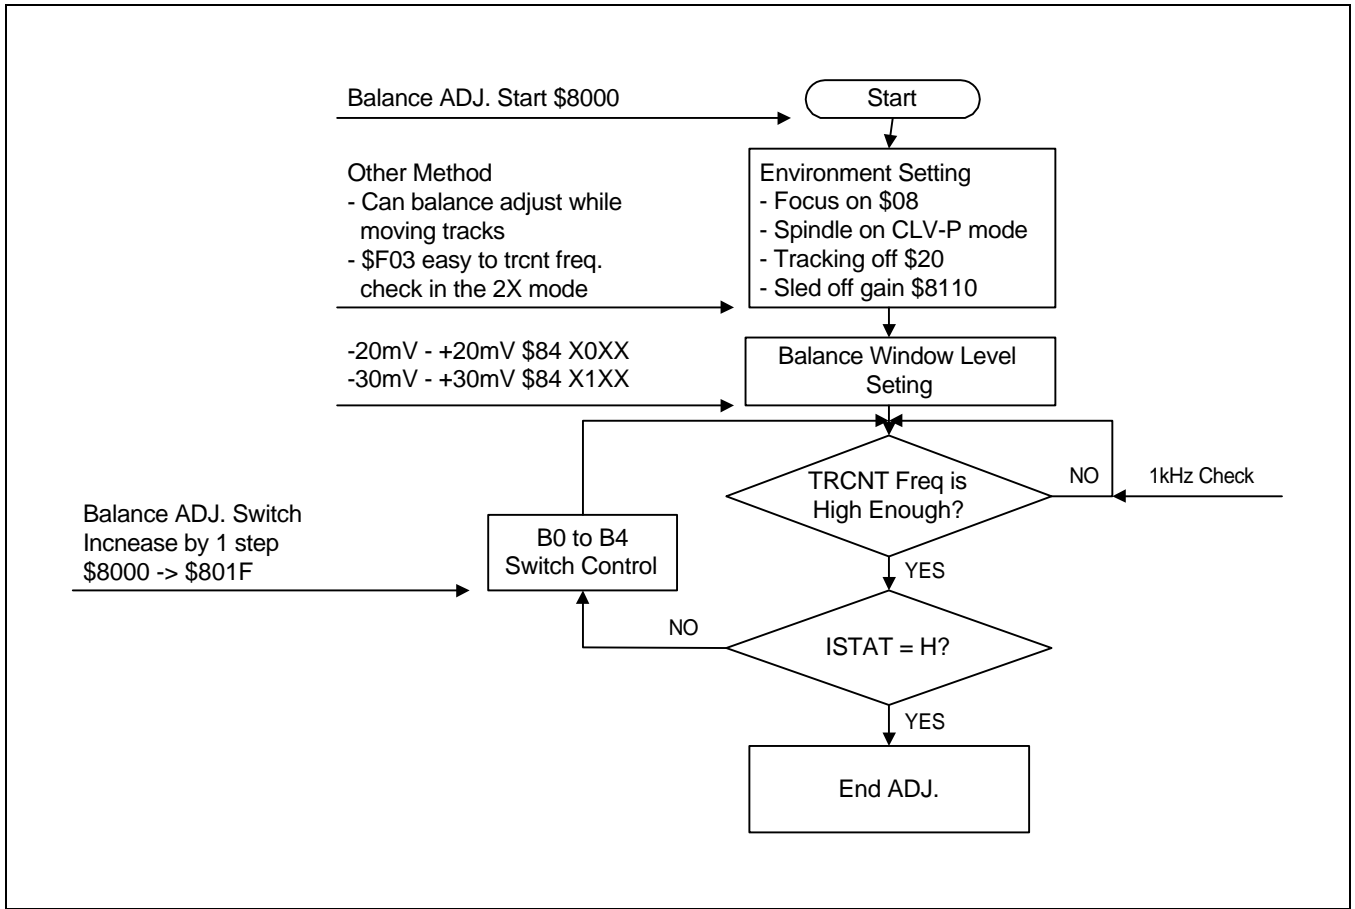 Balance ADJ. Start $8000
Start
Other Method
- Can balance adjust while
moving tracks
- $F03 easy to trcnt freq.
check in the 2X mode
Environment Setting
- Focus on $08
- Spindle on CLV-P mode
- Tracking off $20
- Sled off gain $8110
-20mV - +20mV $84 X0XX
-30mV - +30mV $84 X1XX
Balance Window Level
Seting
TRCNT Freq is
High Enough?
NO
1kHz Check
Balance ADJ. Switch
Incnease by 1 step
$8000 -> $801F
B0 to B4
Switch Control
YES
NO
ISTAT = H?
YES
End ADJ.